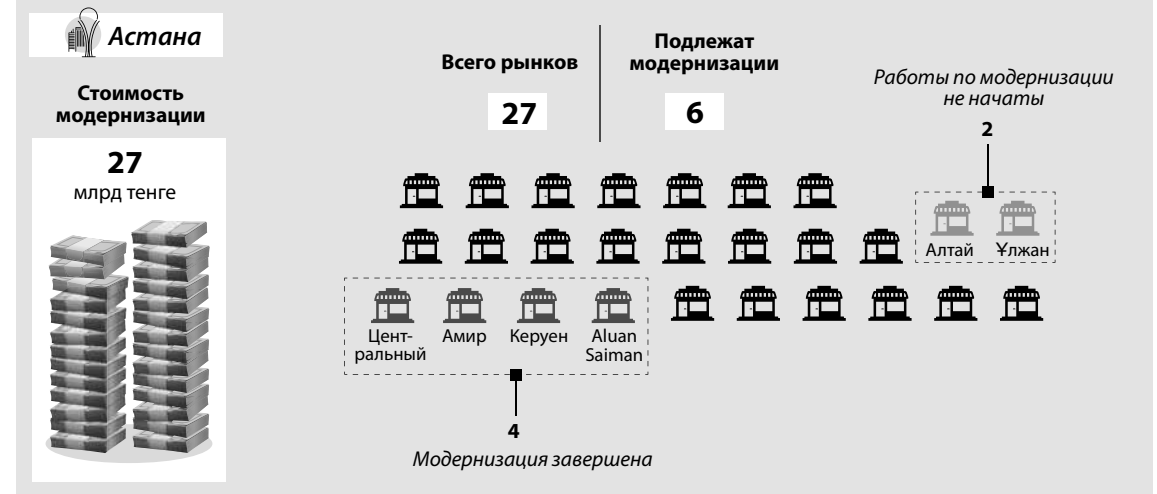 Астана
Стоимость
модернизации
27
млрд тенге
Всего рынков
27
Подлежат
модернизации
6
Работы по модернизации
не начаты
2
Алтай
Ұлжан
Цент-
ральный
Амир
Керуен
Aluan
Saiman
4
Модернизация завершена